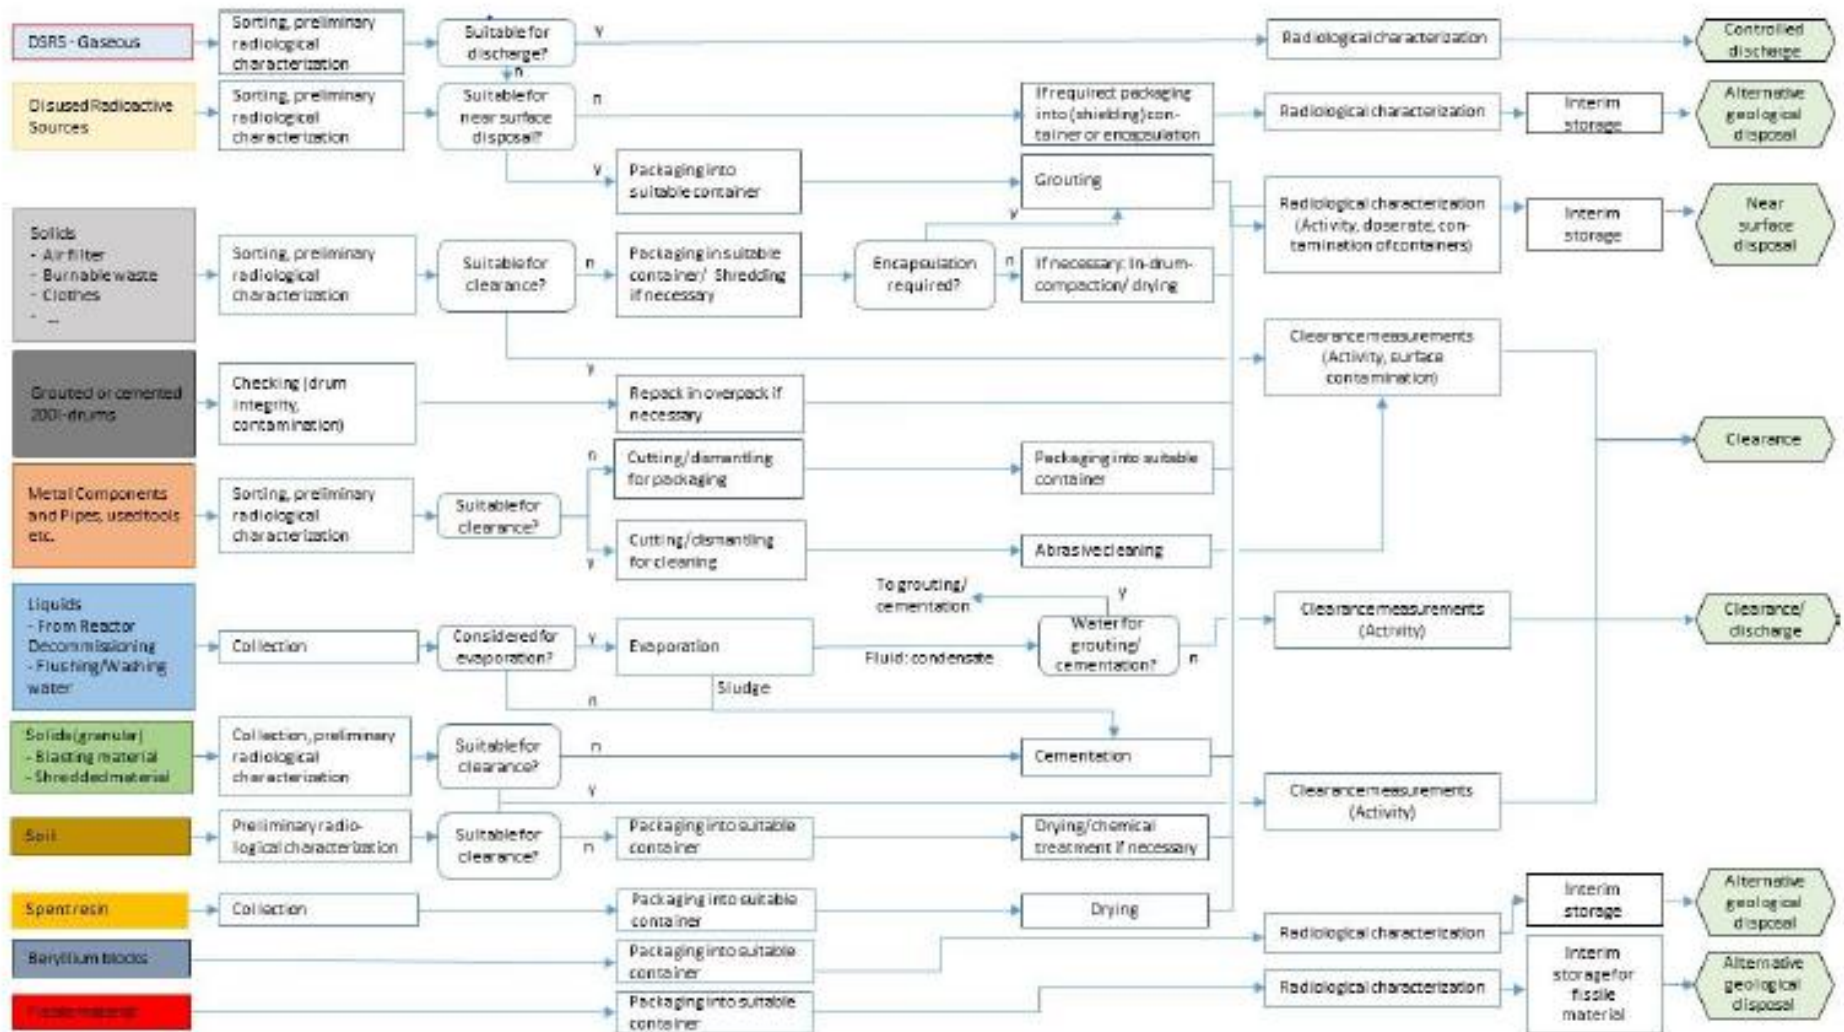 DSRS - Gaseous
Sorting, preliminary
radiological
characterization
Suitable for
discharge?
y
n
Radiological characterization
Controlled
discharge
Disused Radioactive
Sources
Sorting, preliminary
radiological
characterization
Suitable for
near surface
disposal?
n
y
If required: packaging
into (shielding) con-
tainer or encapsulation
Radiological characterization
Interim
storage
Alternative
geological
disposal
Packaging into
suitable container
Grouting
Radiological characterization
(Activity, doserate, con-
tamination of containers)
Interim
storage
Near
surface
disposal
Solids
- Air filter
- Burnable waste
- Clothes
- ...
Sorting, preliminary
radiological
characterization
Suitable for
clearance?
n
y
Packaging in suitable
container/ Shredding
if necessary
Encapsulation
required?
y
n
If necessary: In-drum-
compaction/ drying
Clearance measurements
(Activity, surface
contamination)
Grouted or cemented
200l-drums
Checking (drum
integrity,
contamination)
Repack in overpack if
necessary
Clearance
Metal Components
and Pipes, used tools
etc.
Sorting, preliminary
radiological
characterization
Suitable for
clearance?
n
y
Cutting/dismantling
for packaging
Packaging into suitable
container
Cutting/dismantling
for cleaning
Abrasive cleaning
Liquids
- From Reactor
Decommissioning
- Flushing/Washing
water
Collection
Considered for
evaporation?
y
n
Evaporation
Sludge
Fluid: condensate
To grouting/
cementation
Water for
grouting/
cementation?
y
n
Clearance measurements
(Activity)
Clearance/
discharge
Solids (granular)
- Blasting material
- Shredded material
Collection, preliminary
radiological
characterization
Suitable for
clearance?
n
y
Cementation
Clearance measurements
(Activity)
Soil
Preliminary radio-
logical characterization
Suitable for
clearance?
n
Packaging into suitable
container
Drying/chemical
treatment if necessary
Spent resin
Collection
Packaging into suitable
container
Drying
Beryllium blocks
Packaging into suitable
container
Radiological characterization
Interim
storage
Alternative
geological
disposal
Fissile material
Packaging into suitable
container
Radiological characterization
Interim
storage for
fissile
material
Alternative
geological
disposal